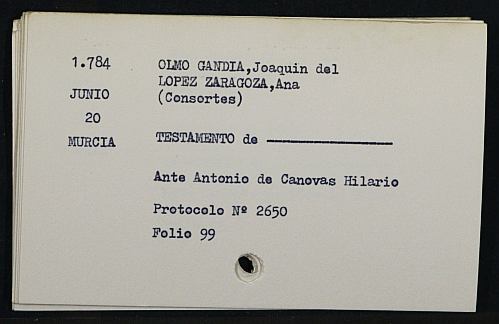 1.784
OLMO GANDIA,Joaquin del
LOPEZ ZARAGOZA,Ana
JUNIO
(Consortes)
20
MURCIA
TESTAMENTO de ————————
Ante Antonio de Canovas Hilario
Protocolo Nº 2650
Folio 99